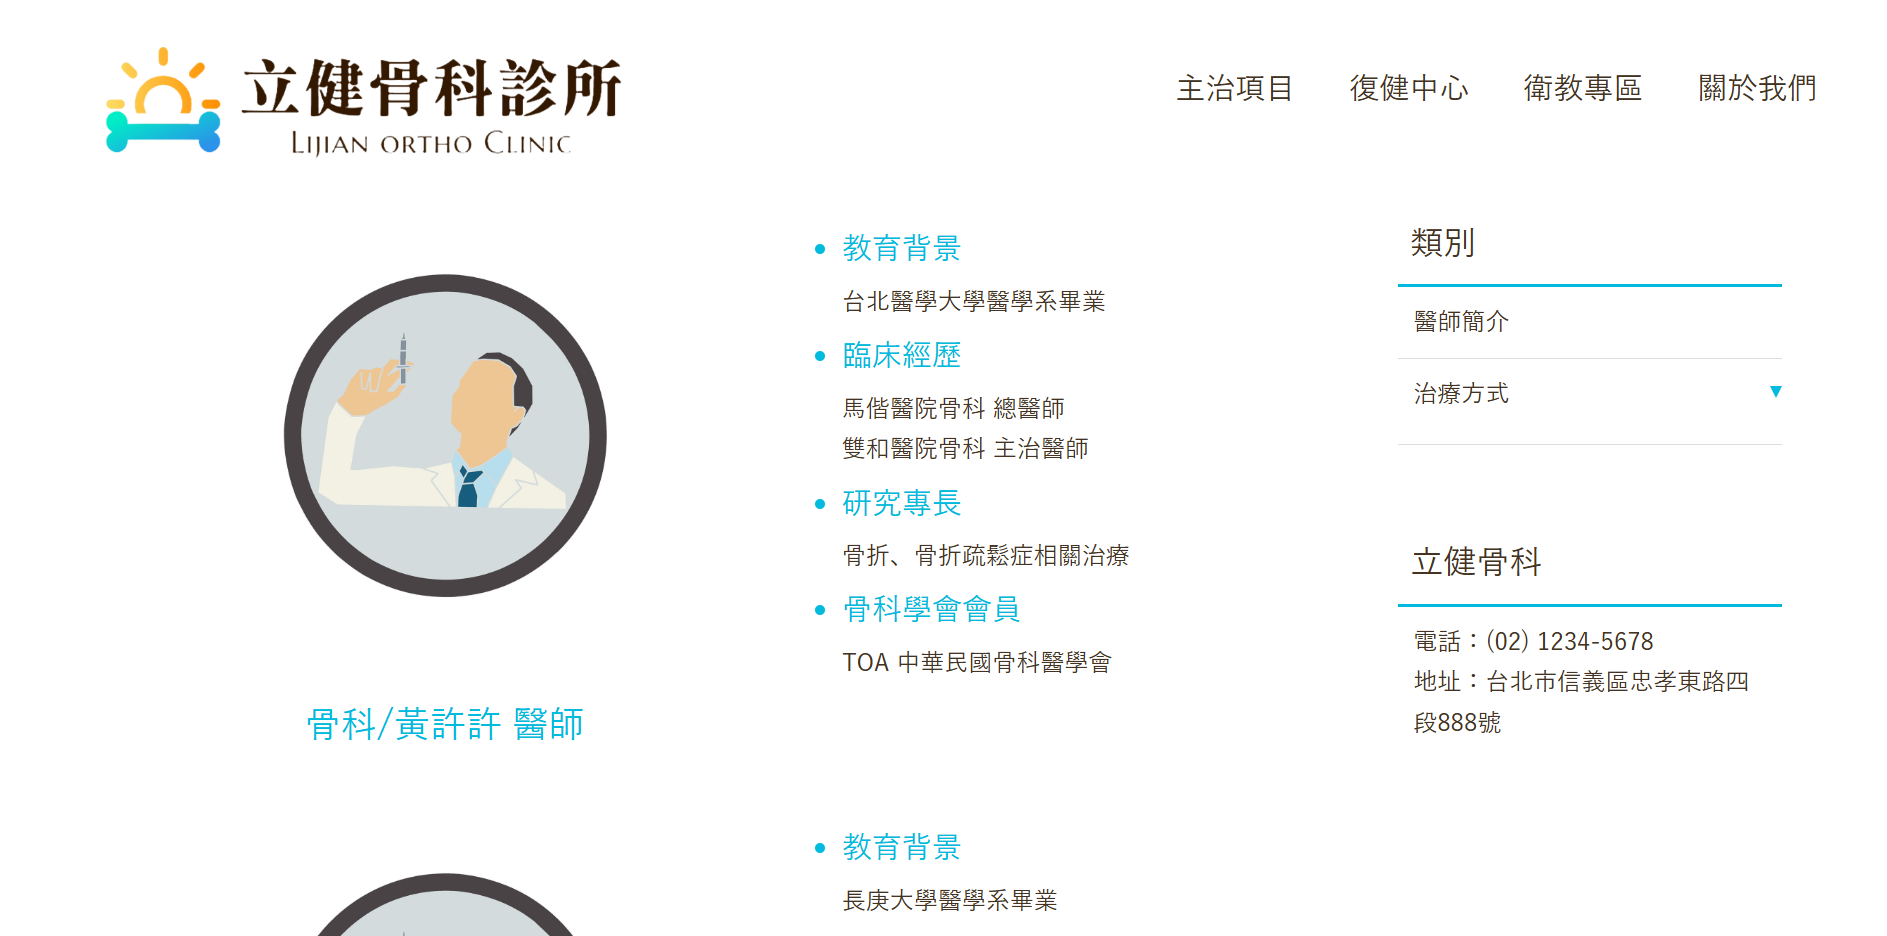 立健骨科診所
LIJIAN ORTHO CLINIC
主治項目 復健中心 衛教專區 關於我們
教育背景
台北醫學大學醫學系畢業
臨床經歷
馬偕醫院骨科 總醫師
雙和醫院骨科 主治醫師
研究專長
骨折、骨折疏鬆症相關治療
骨科學會會員
TOA 中華民國骨科醫學會
骨科/黃許許 醫師
教育背景
長庚大學醫學系畢業
類別
醫師簡介
治療方式
立健骨科
電話：(02) 1234-5678
地址：台北市信義區忠孝東路四
段888號